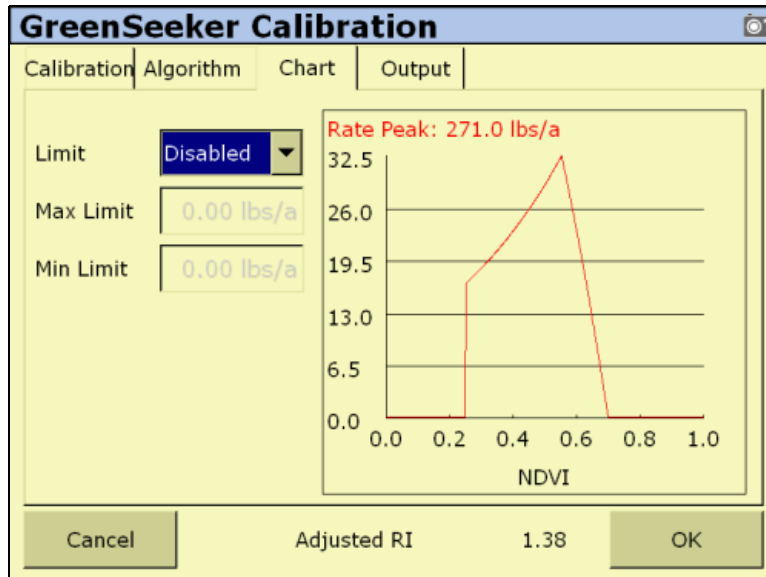 GreenSeeker Calibration
Calibration Algorithm Chart Output
Limit Disabled
Max Limit 0.00 lbs/a
Min Limit 0.00 lbs/a
Rate Peak: 271.0 lbs/a
32.5
26.0
19.5
13.0
6.5
0.0
0.0 0.2 0.4 0.6 0.8 1.0
NDVI
Cancel Adjusted RI 1.38 OK